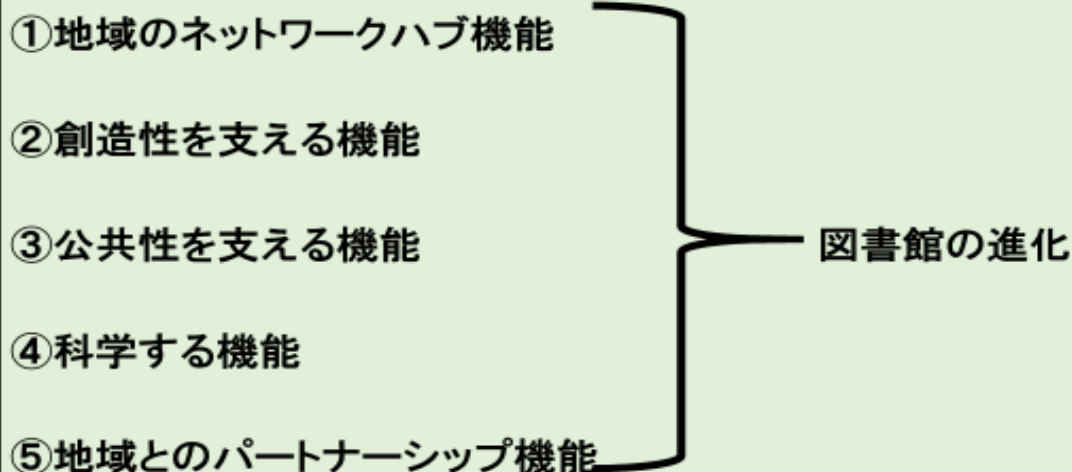 ①地域のネットワークハブ機能
②創造性を支える機能
③公共性を支える機能
図書館の進化
④科学する機能
⑤地域とのパートナーシップ機能